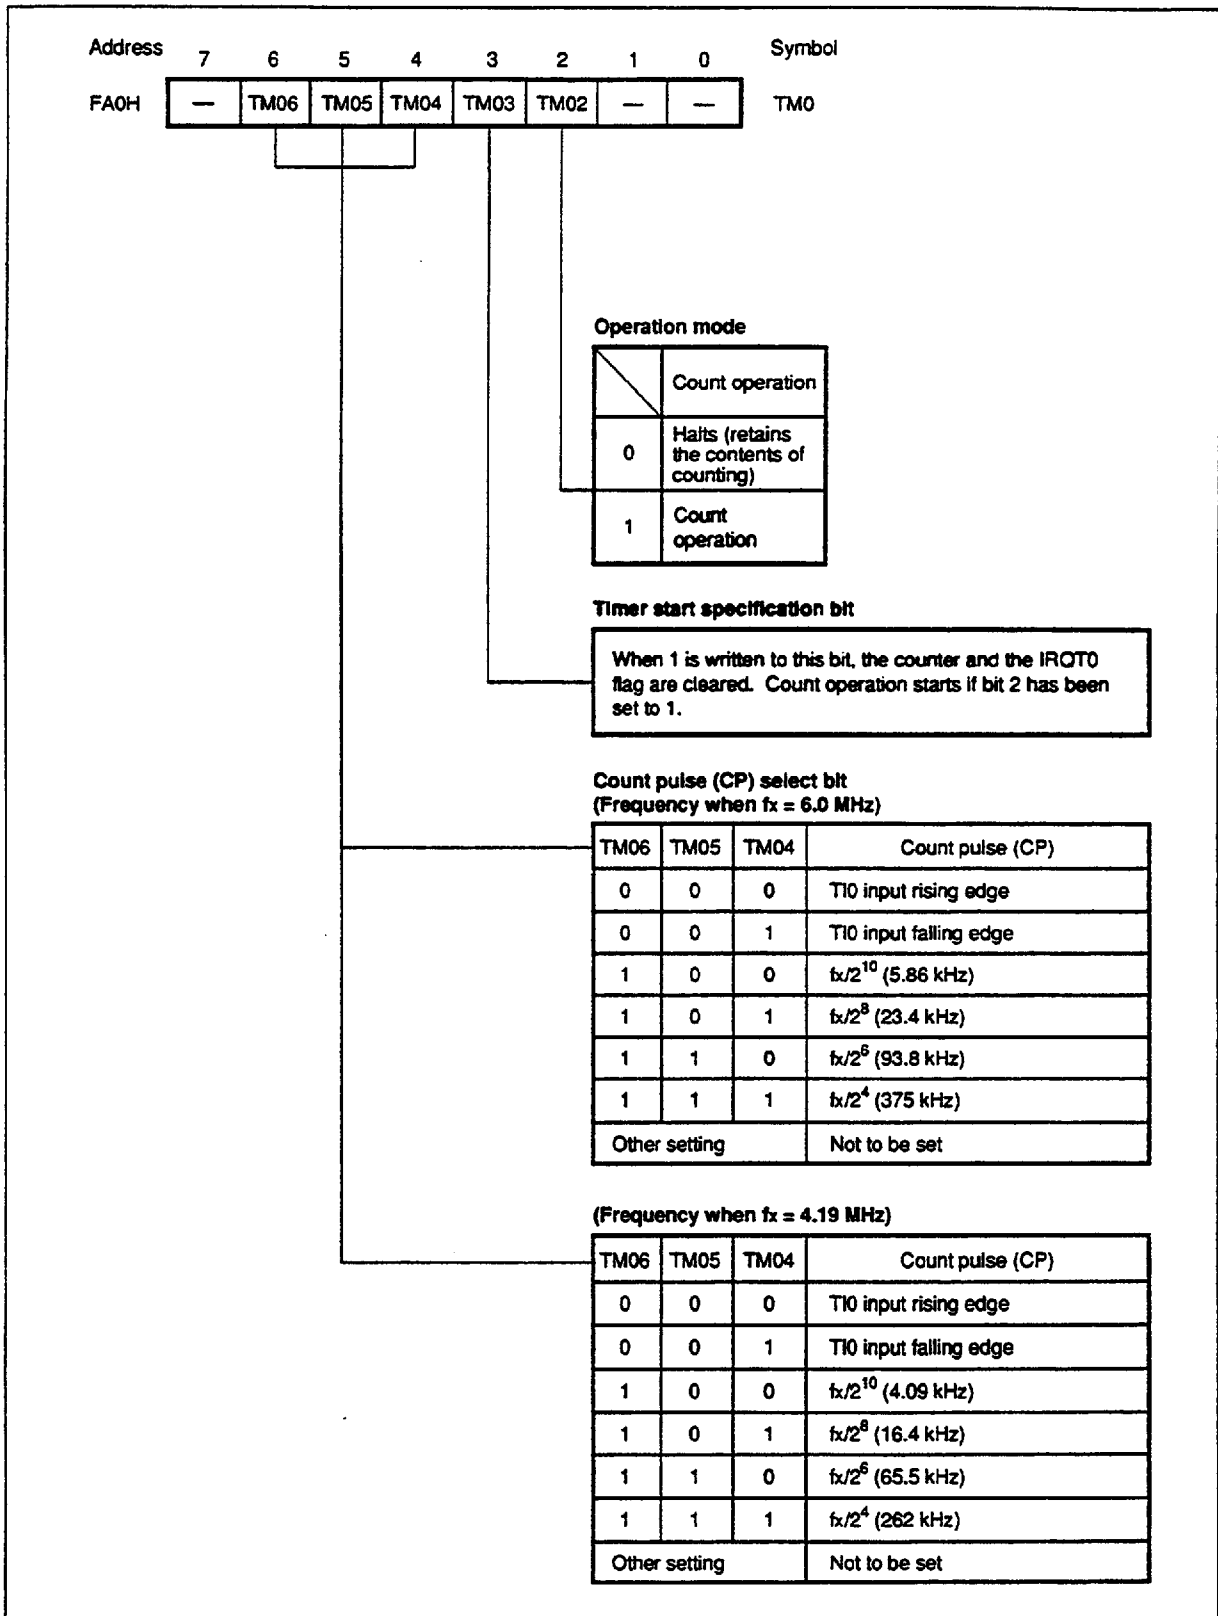 Address 7 6 5 4 3 2 1 0 Symbol
FA0H — TM06 TM05 TM04 TM03 TM02 — — TM0
Operation mode
Count operation
0 Halts (retains
the contents of
counting)
1 Count
operation
Timer start specification bit
When 1 is written to this bit, the counter and the IRQT0
flag are cleared. Count operation starts if bit 2 has been
set to 1.
Count pulse (CP) select bit
(Frequency when fx = 6.0 MHz)
TM06 TM05 TM04 Count pulse (CP)
0 0 0 TI0 input rising edge
0 0 1 TI0 input falling edge
1 0 0 fx/2¹⁰ (5.86 kHz)
1 0 1 fx/2⁸ (23.4 kHz)
1 1 0 fx/2⁶ (93.8 kHz)
1 1 1 fx/2⁴ (375 kHz)
Other setting Not to be set
(Frequency when fx = 4.19 MHz)
TM06 TM05 TM04 Count pulse (CP)
0 0 0 TI0 input rising edge
0 0 1 TI0 input falling edge
1 0 0 fx/2¹⁰ (4.09 kHz)
1 0 1 fx/2⁸ (16.4 kHz)
1 1 0 fx/2⁶ (65.5 kHz)
1 1 1 fx/2⁴ (262 kHz)
Other setting Not to be set